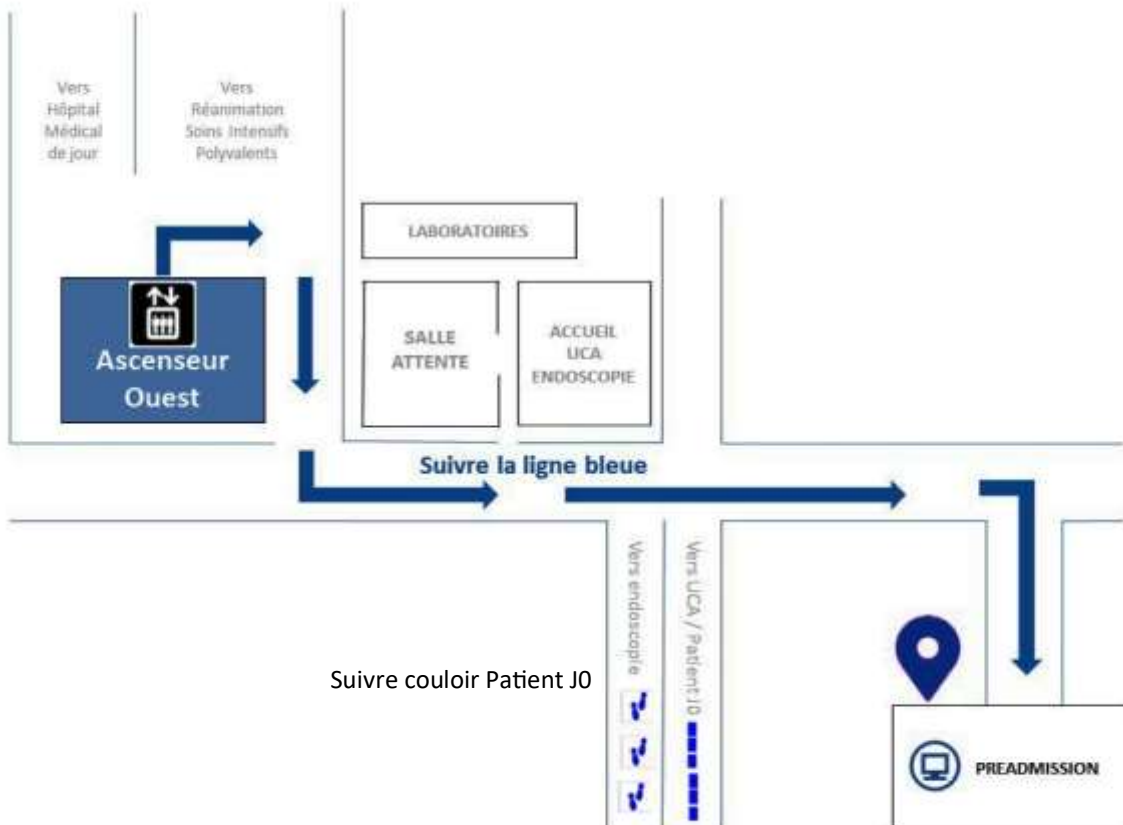 Vers
Hôpital
Médical
de jour
Vers
Réanimation
Soins Intensifs
Polyvalents
LABORATOIRES
Ascenseur
Ouest
SALLE
ATTENTE
ACCUEIL
UCA
ENDOSCOPIE
Suivre la ligne bleue
Vers endoscopie
Vers UCA / Patient J0
Suivre couloir Patient J0
PREADMISSION